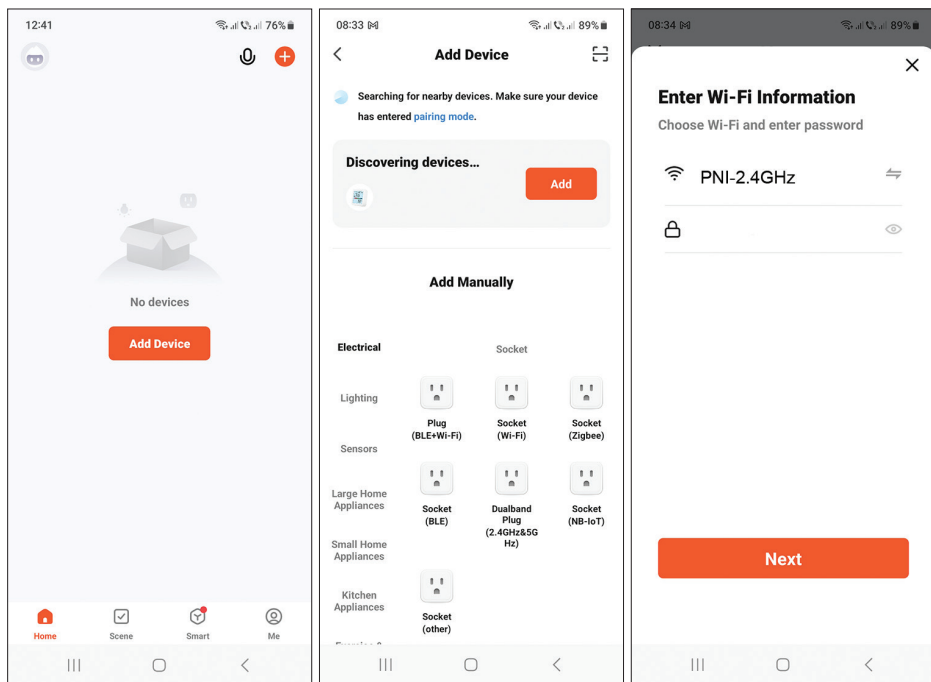 12:41
76%
No devices
Add Device
Home
Scene
Smart
Me
08:33
89%
Add Device
Searching for nearby devices. Make sure your device
has entered pairing mode.
Discovering devices...
Add
Add Manually
Electrical
Socket
Lighting
Plug
(BLE+Wi-Fi)
Socket
(Wi-Fi)
Socket
(Zigbee)
Sensors
Large Home
Appliances
Socket
(BLE)
Dualband
Plug
(2.4GHz&5G
Hz)
Socket
(NB-IoT)
Small Home
Appliances
Kitchen
Appliances
Socket
(other)
08:34
89%
Enter Wi-Fi Information
Choose Wi-Fi and enter password
PNI-2.4GHz
Next